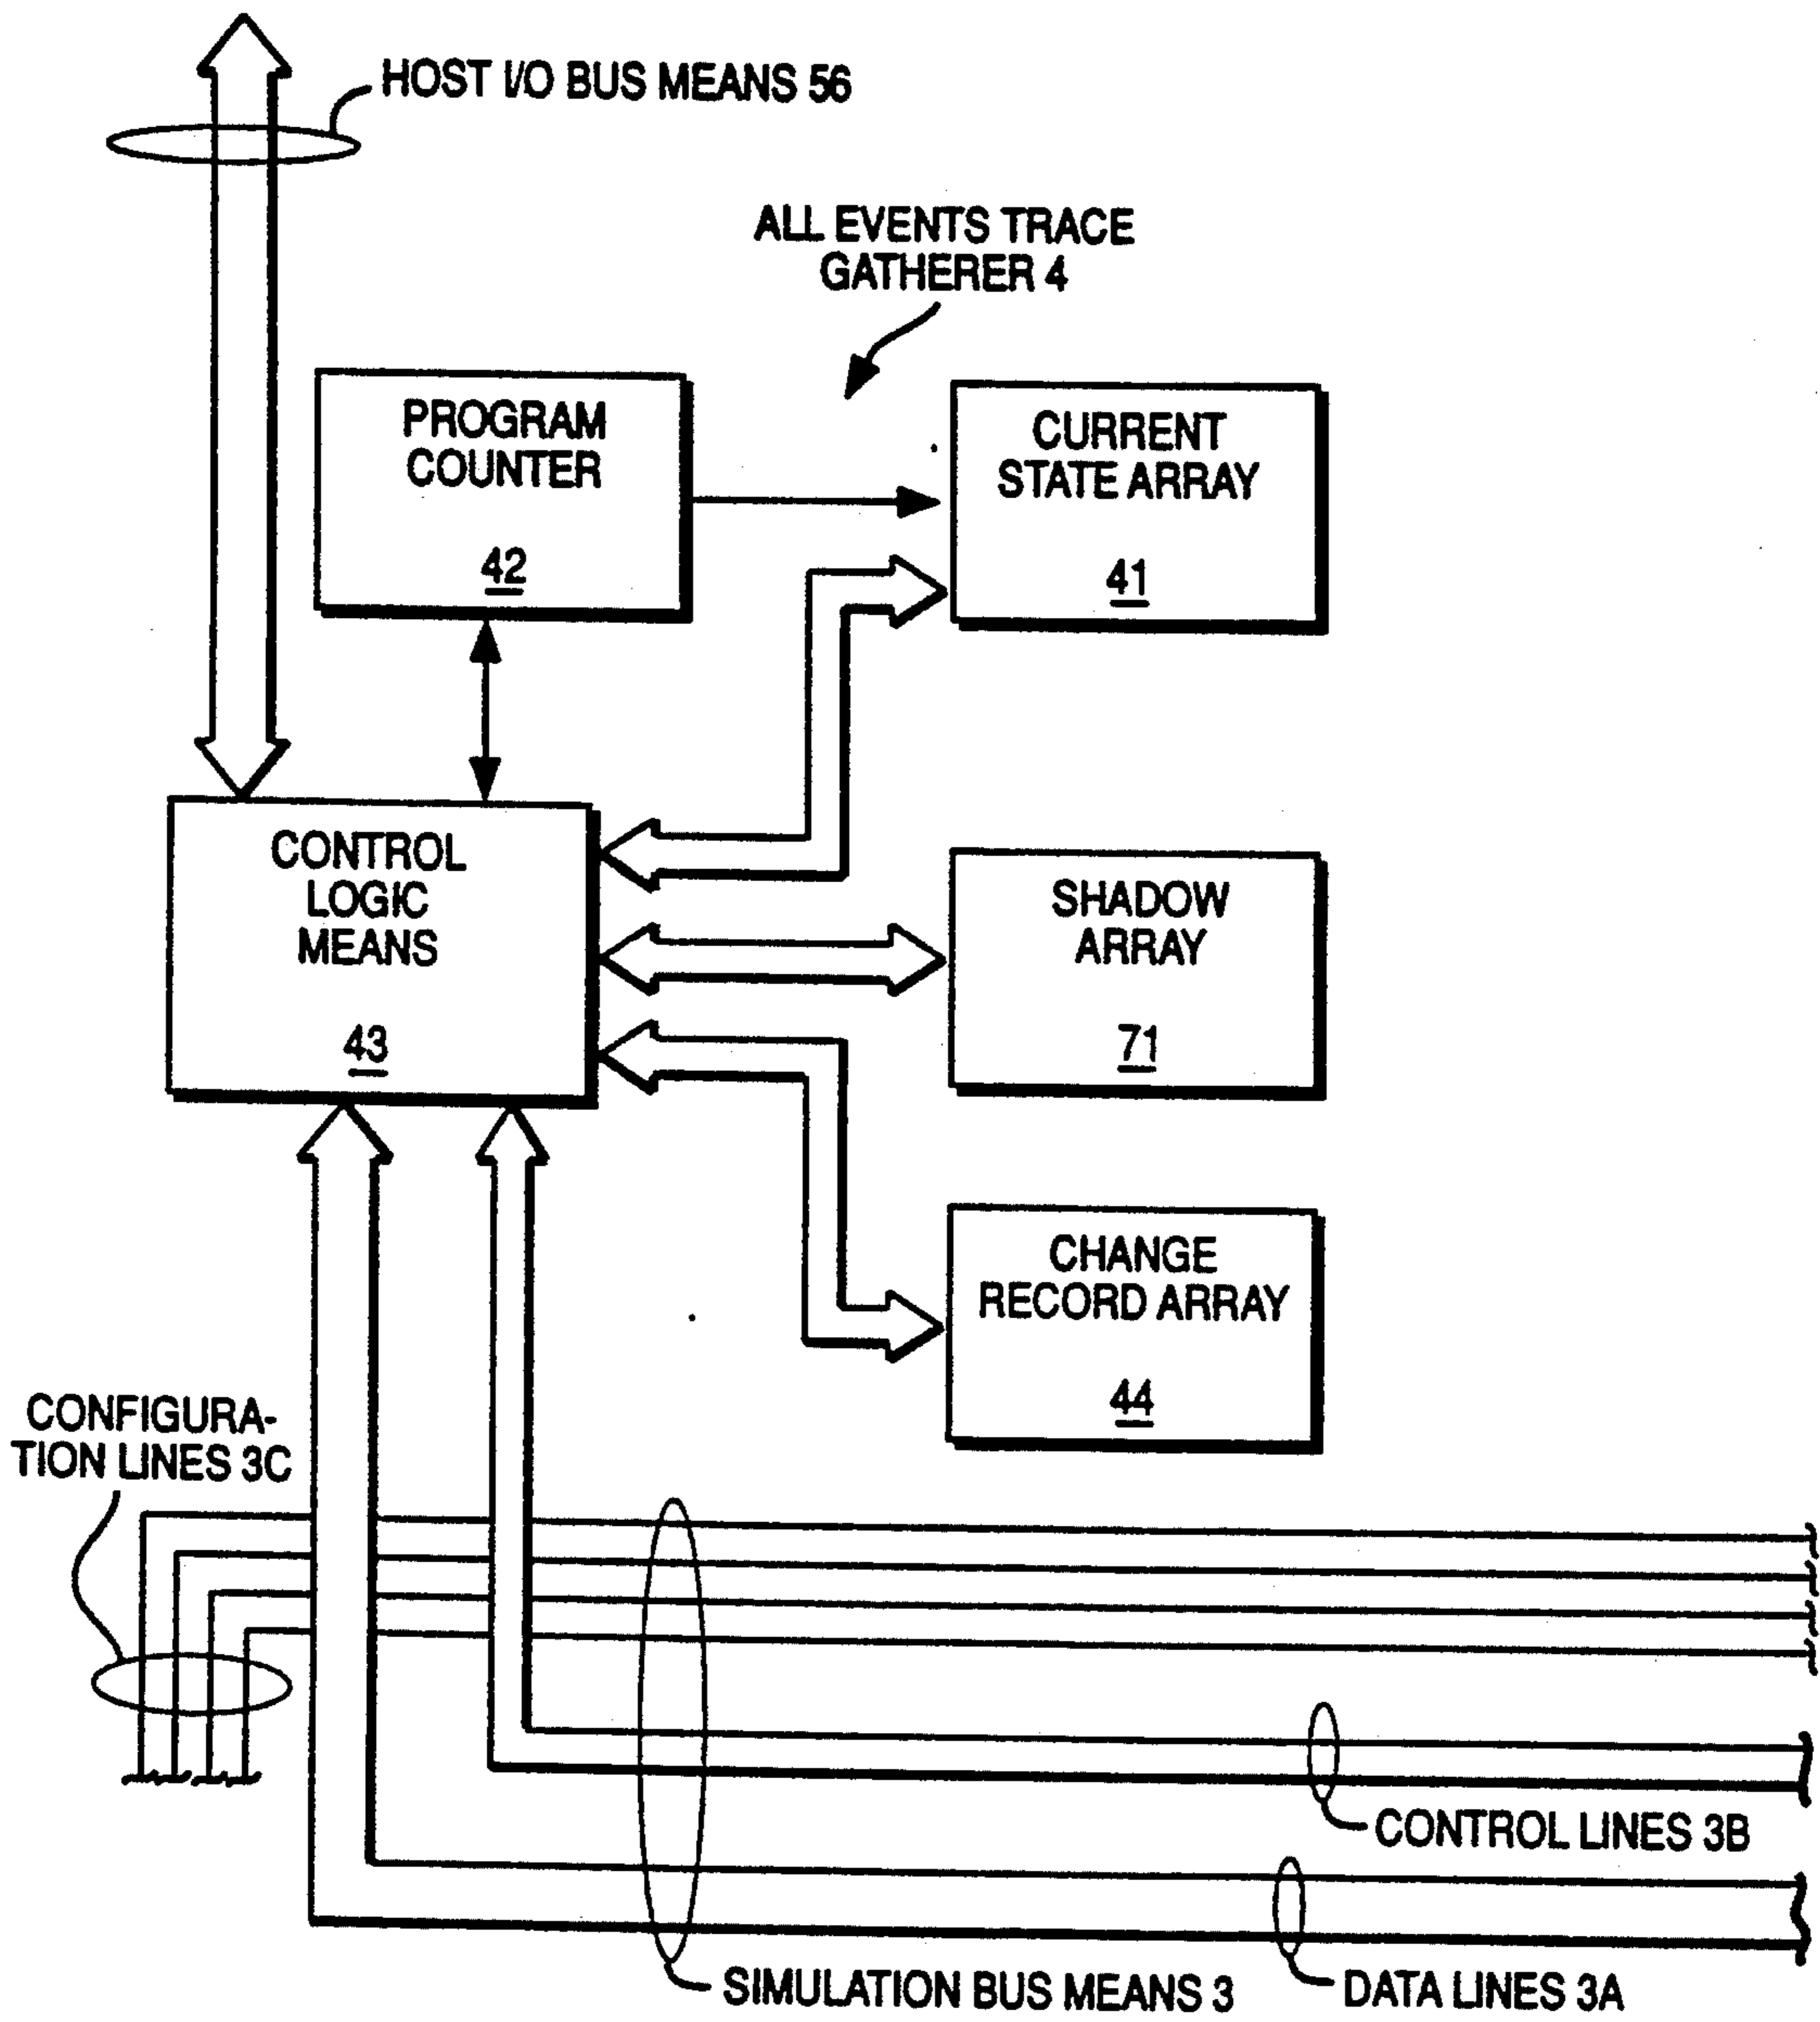 HOST I/O BUS MEANS 56
ALL EVENTS TRACE
GATHERER 4
PROGRAM
COUNTER
42
CURRENT
STATE ARRAY
41
CONTROL
LOGIC
MEANS
43
SHADOW
ARRAY
71
CHANGE
RECORD ARRAY
44
CONFIGURA-
TION LINES 3C
CONTROL LINES 3B
SIMULATION BUS MEANS 3
DATA LINES 3A